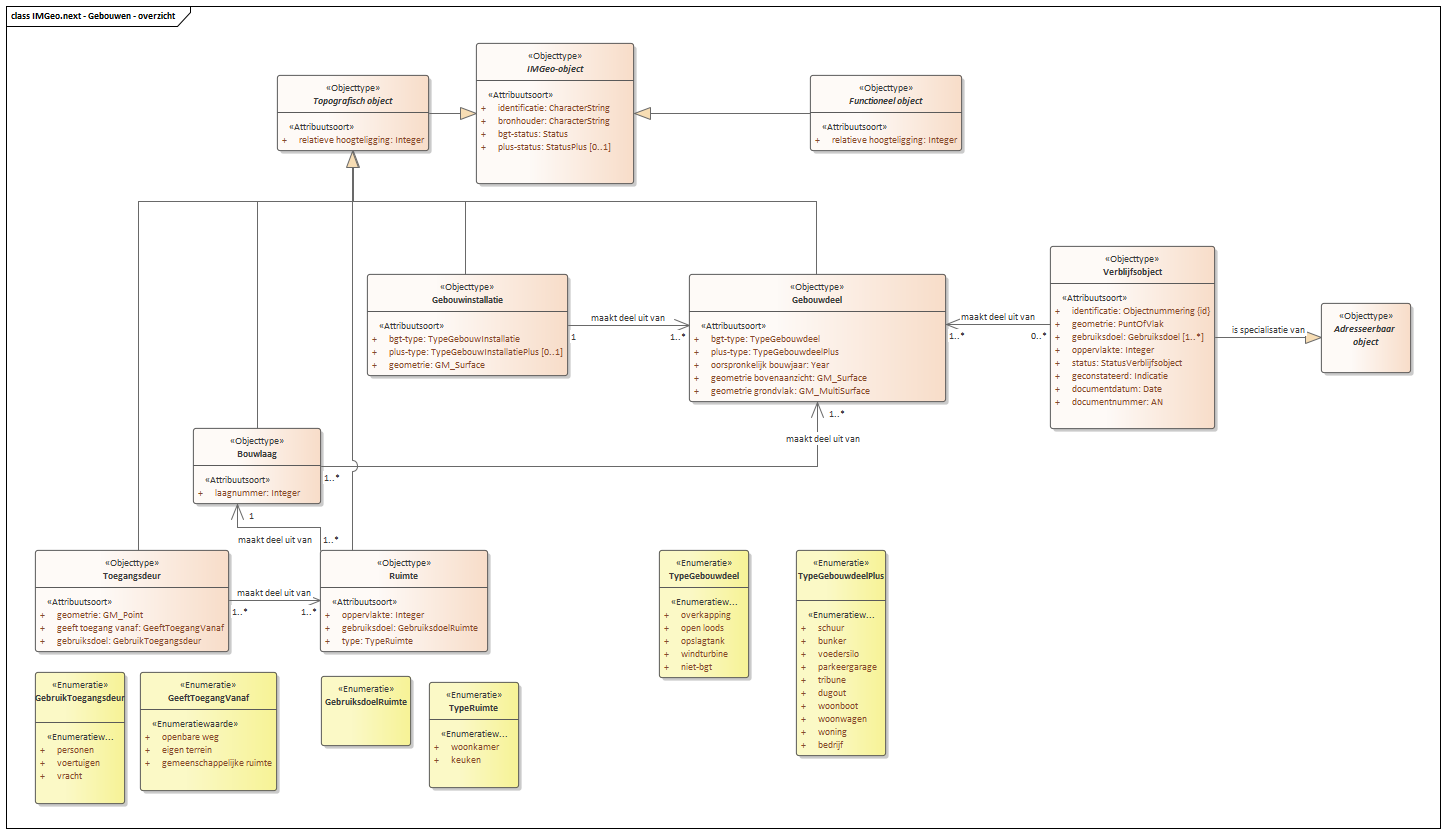 class IMGeo.next - Gebouwen - overzicht
«Objecttype»
IMGeo-object
«Attribuutsoort»
+ identificatie: CharacterString
+ bronhouder: CharacterString
+ bgt-status: Status
+ plus-status: StatusPlus [0..1]
«Objecttype»
Topografisch object
«Attribuutsoort»
+ relatieve hoogteligging: Integer
«Objecttype»
Functioneel object
«Attribuutsoort»
+ relatieve hoogteligging: Integer
«Objecttype»
Gebouwinstallatie
«Attribuutsoort»
+ bgt-type: TypeGebouwInstallatie
+ plus-type: TypeGebouwInstallatiePlus [0..1]
+ geometrie: GM_Surface
maakt deel uit van
1
1..*
«Objecttype»
Gebouwdeel
«Attribuutsoort»
+ bgt-type: TypeGebouwdeel
+ plus-type: TypeGebouwdeelPlus
+ oorspronkelijk bouwjaar: Year
+ geometrie bovenaanzicht: GM_Surface
+ geometrie grondvlak: GM_MultiSurface
maakt deel uit van
1..*
0..*
«Objecttype»
Verblijfsobject
«Attribuutsoort»
+ identificatie: Objectnummering {id}
+ geometrie: PuntOfVlak
+ gebruiksdoel: Gebruiksdoel [1..*]
+ oppervlakte: Integer
+ status: StatusVerblijfsobject
+ geconstateerd: Indicatie
+ documentdatum: Date
+ documentnummer: AN
is specialisatie van
«Objecttype»
Adresseerbaar
object
1..*
maakt deel uit van
«Objecttype»
Bouwlaag
«Attribuutsoort»
+ laagnummer: Integer
1..*
1
maakt deel uit van
1..*
«Objecttype»
Toegangsdeur
«Attribuutsoort»
+ geometrie: GM_Point
+ geeft toegang vanaf: GeeftToegangVanaf
+ gebruiksdoel: GebruikToegangsdeur
maakt deel uit van
1..*
1..*
«Objecttype»
Ruimte
«Attribuutsoort»
+ oppervlakte: Integer
+ gebruiksdoel: GebruiksdoelRuimte
+ type: TypeRuimte
«Enumeratie»
TypeGebouwdeel
«Enumeratiew...
+ overkapping
+ open loods
+ opslagtank
+ windturbine
+ niet-bgt
«Enumeratie»
TypeGebouwdeelPlus
«Enumeratiew...
+ schuur
+ bunker
+ voedersilo
+ parkeergarage
+ tribune
+ dugout
+ woonboot
+ woonwagen
+ woning
+ bedrijf
«Enumeratie»
GebruikToegangsdeur
«Enumeratiew...
+ personen
+ voertuigen
+ vracht
«Enumeratie»
GeeftToegangVanaf
«Enumeratiewaarde»
+ openbare weg
+ eigen terrein
+ gemeenschappelijke ruimte
«Enumeratie»
GebruiksdoelRuimte
«Enumeratie»
TypeRuimte
«Enumeratiew...
+ woonkamer
+ keuken